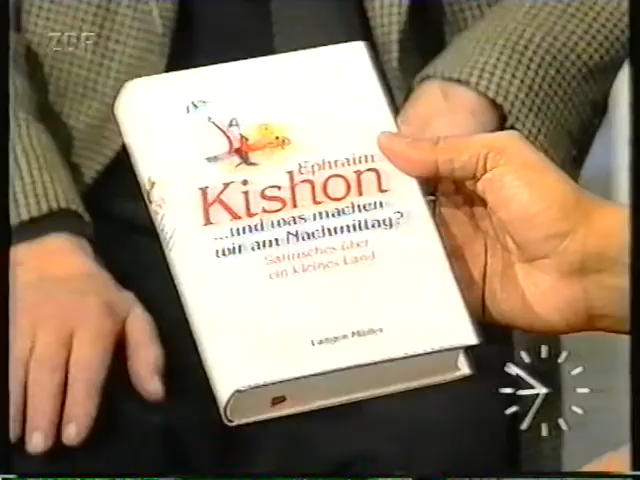 ZDF
Ephraim
Kishon
...und was machen
wir am Nachmittag?
Satirisches über
ein kleines Land
Langen Müller